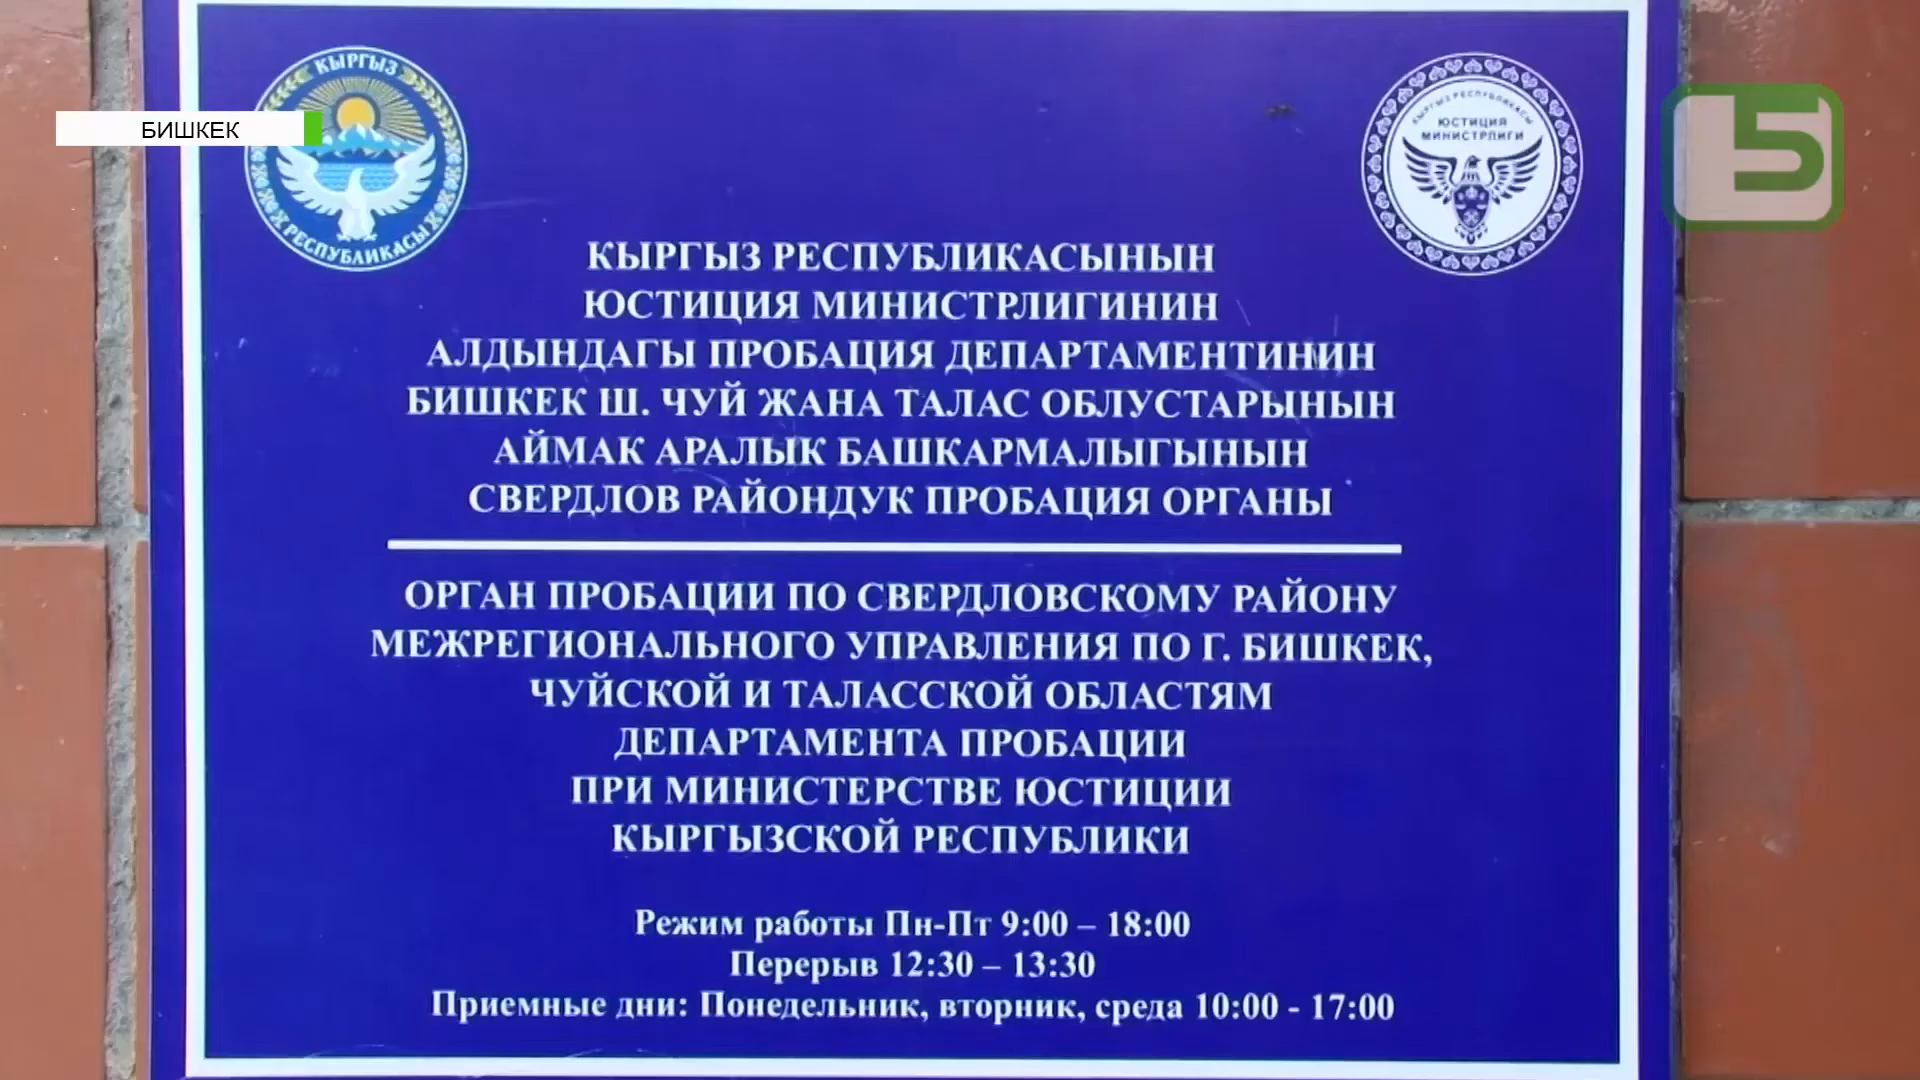 БИШКЕК
КЫРГЫЗ
РЕСПУБЛИКАСЫ
КЫРГЫЗ РЕСПУБЛИКАСЫ
ЮСТИЦИЯ
МИНИСТРЛИГИ
5
КЫРГЫЗ РЕСПУБЛИКАСЫНЫН
ЮСТИЦИЯ МИНИСТРЛИГИНИН
АЛДЫНДАГЫ ПРОБАЦИЯ ДЕПАРТАМЕНТИНИН
БИШКЕК Ш. ЧУЙ ЖАНА ТАЛАС ОБЛУСТАРЫНЫН
АЙМАК АРАЛЫК БАШКАРМАЛЫГЫНЫН
СВЕРДЛОВ РАЙОНДУК ПРОБАЦИЯ ОРГАНЫ
ОРГАН ПРОБАЦИИ ПО СВЕРДЛОВСКОМУ РАЙОНУ
МЕЖРЕГИОНАЛЬНОГО УПРАВЛЕНИЯ ПО Г. БИШКЕК,
ЧУЙСКОЙ И ТАЛАССКОЙ ОБЛАСТЯМ
ДЕПАРТАМЕНТА ПРОБАЦИИ
ПРИ МИНИСТЕРСТВЕ ЮСТИЦИИ
КЫРГЫЗСКОЙ РЕСПУБЛИКИ
Режим работы Пн-Пт 9:00 – 18:00
Перерыв 12:30 – 13:30
Приемные дни: Понедельник, вторник, среда 10:00 - 17:00